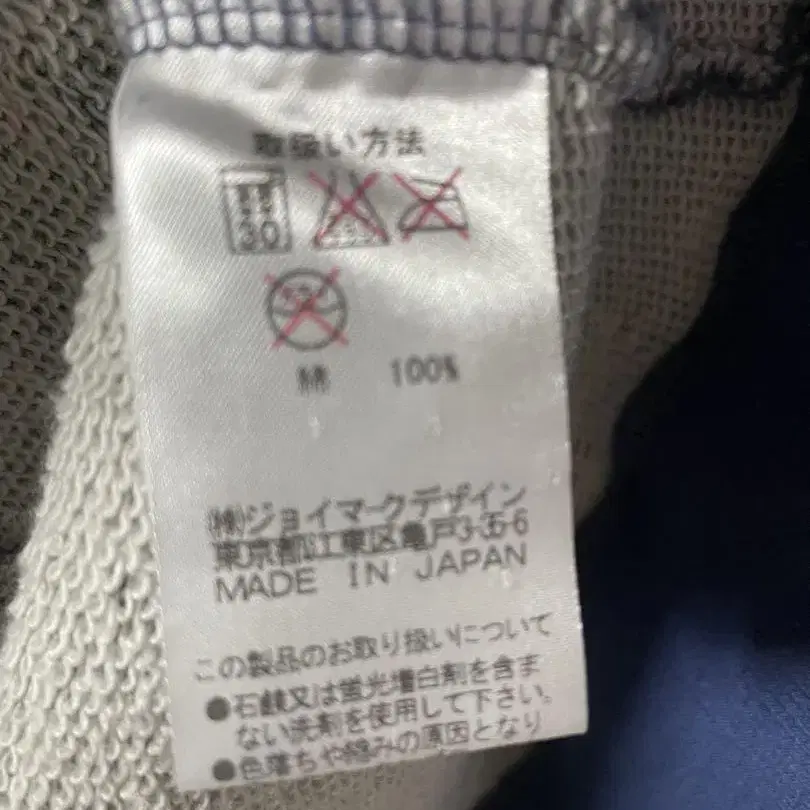 取扱い方法
30
綿 100%
㈱ジョイマークデザイン
東京都江東区亀戸3-35-6
MADE IN JAPAN
この製品のお取り扱いについて
●石鹸又は蛍光増白剤を含ま
ない洗剤を使用して下さい。
●色落ちや縮みの原因となり